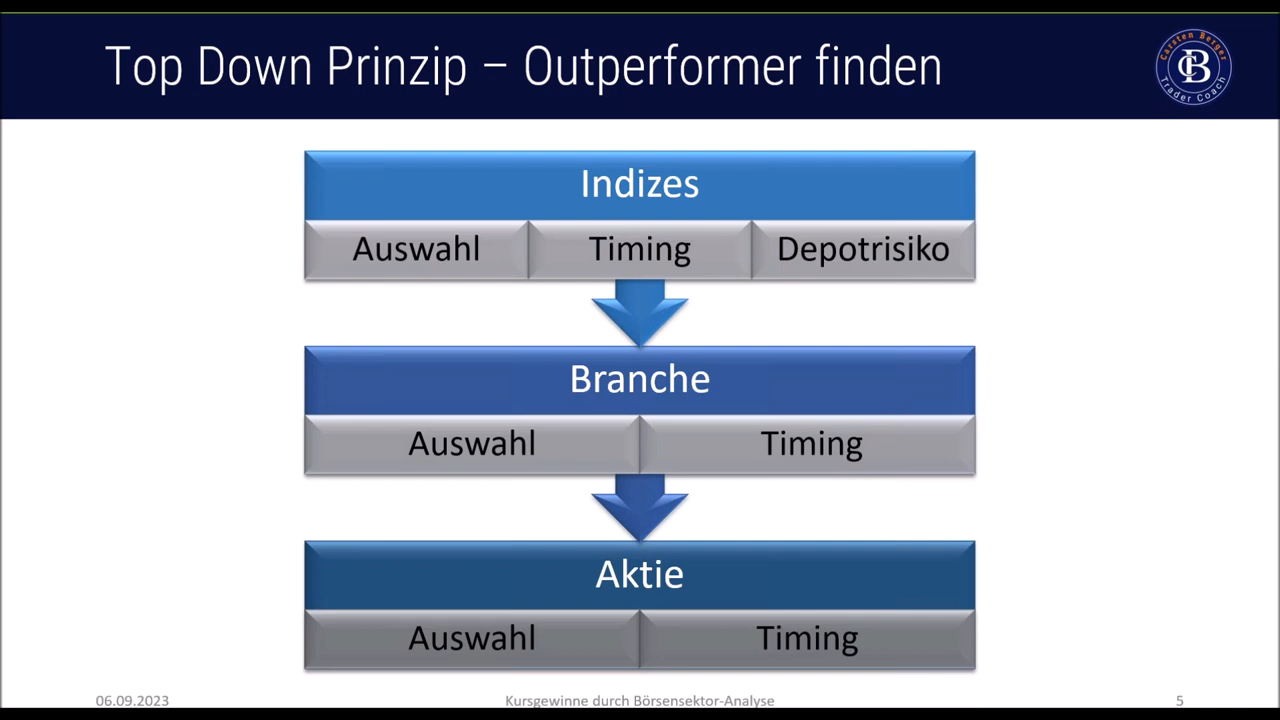 Top Down Prinzip – Outperformer finden
Carsten Berger
CB
Trader Coach
Indizes
Auswahl Timing Depotrisiko
Branche
Auswahl Timing
Aktie
Auswahl Timing
06.09.2023 Kursgewinne durch Börsensektor-Analyse 5